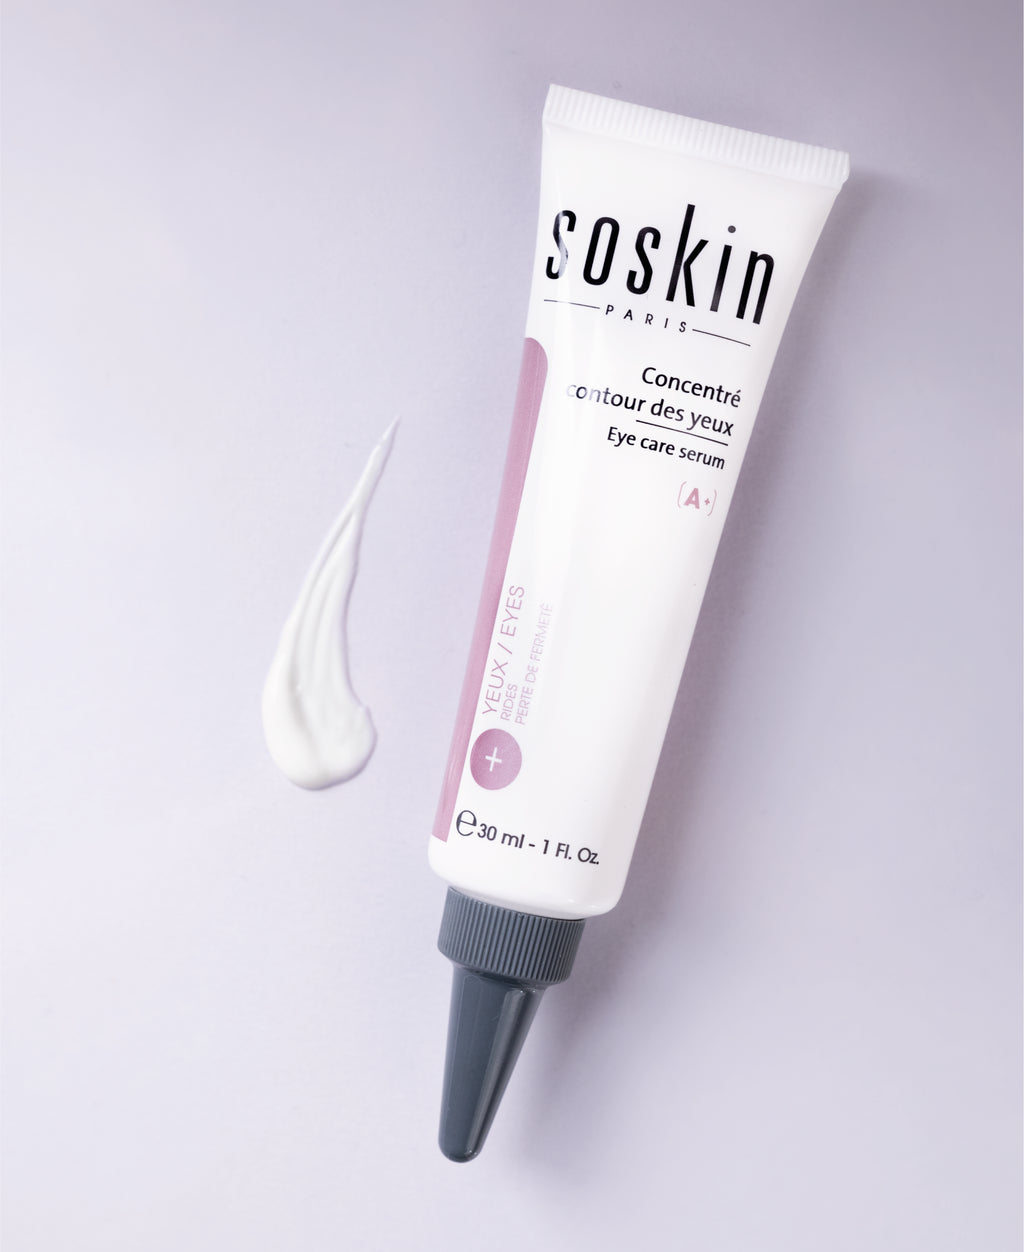 soskin
PARIS
Concentré
contour des yeux
Eye care serum
(A+)
YEUX / EYES
RIDES
PERTE DE FERMETÉ
+
℮ 30 ml - 1 Fl. Oz.